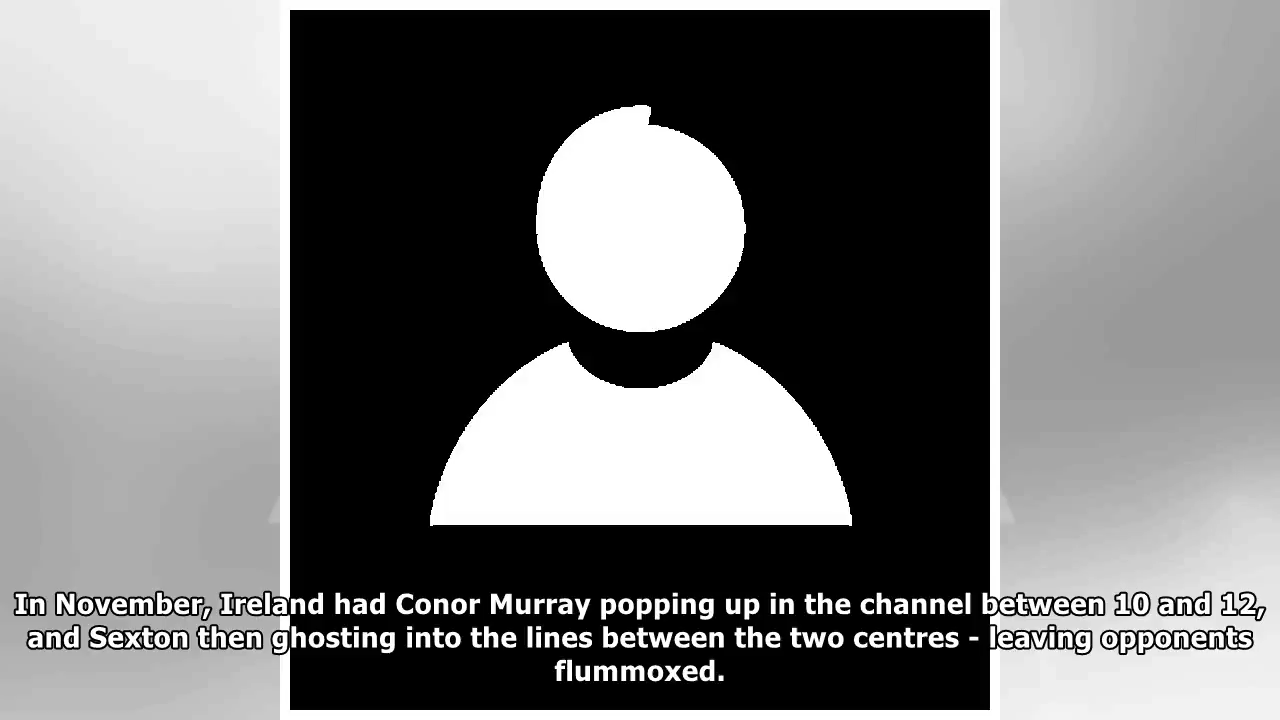 In November, Ireland had Conor Murray popping up in the channel between 10 and 12,
and Sexton then ghosting into the lines between the two centres - leaving opponents
flummoxed.